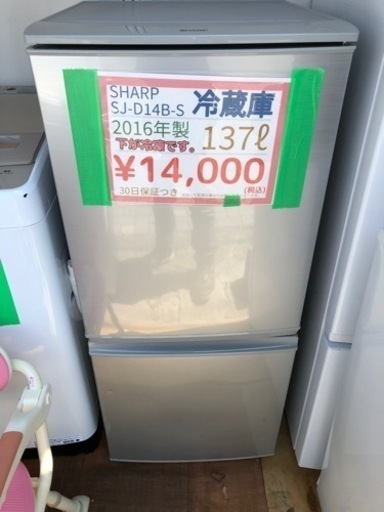 SHARP
SHARP
SJ-D14B-S
冷蔵庫
2016年製
137ℓ
下が冷凍です。
¥14,000
(税込)
30日保証つき